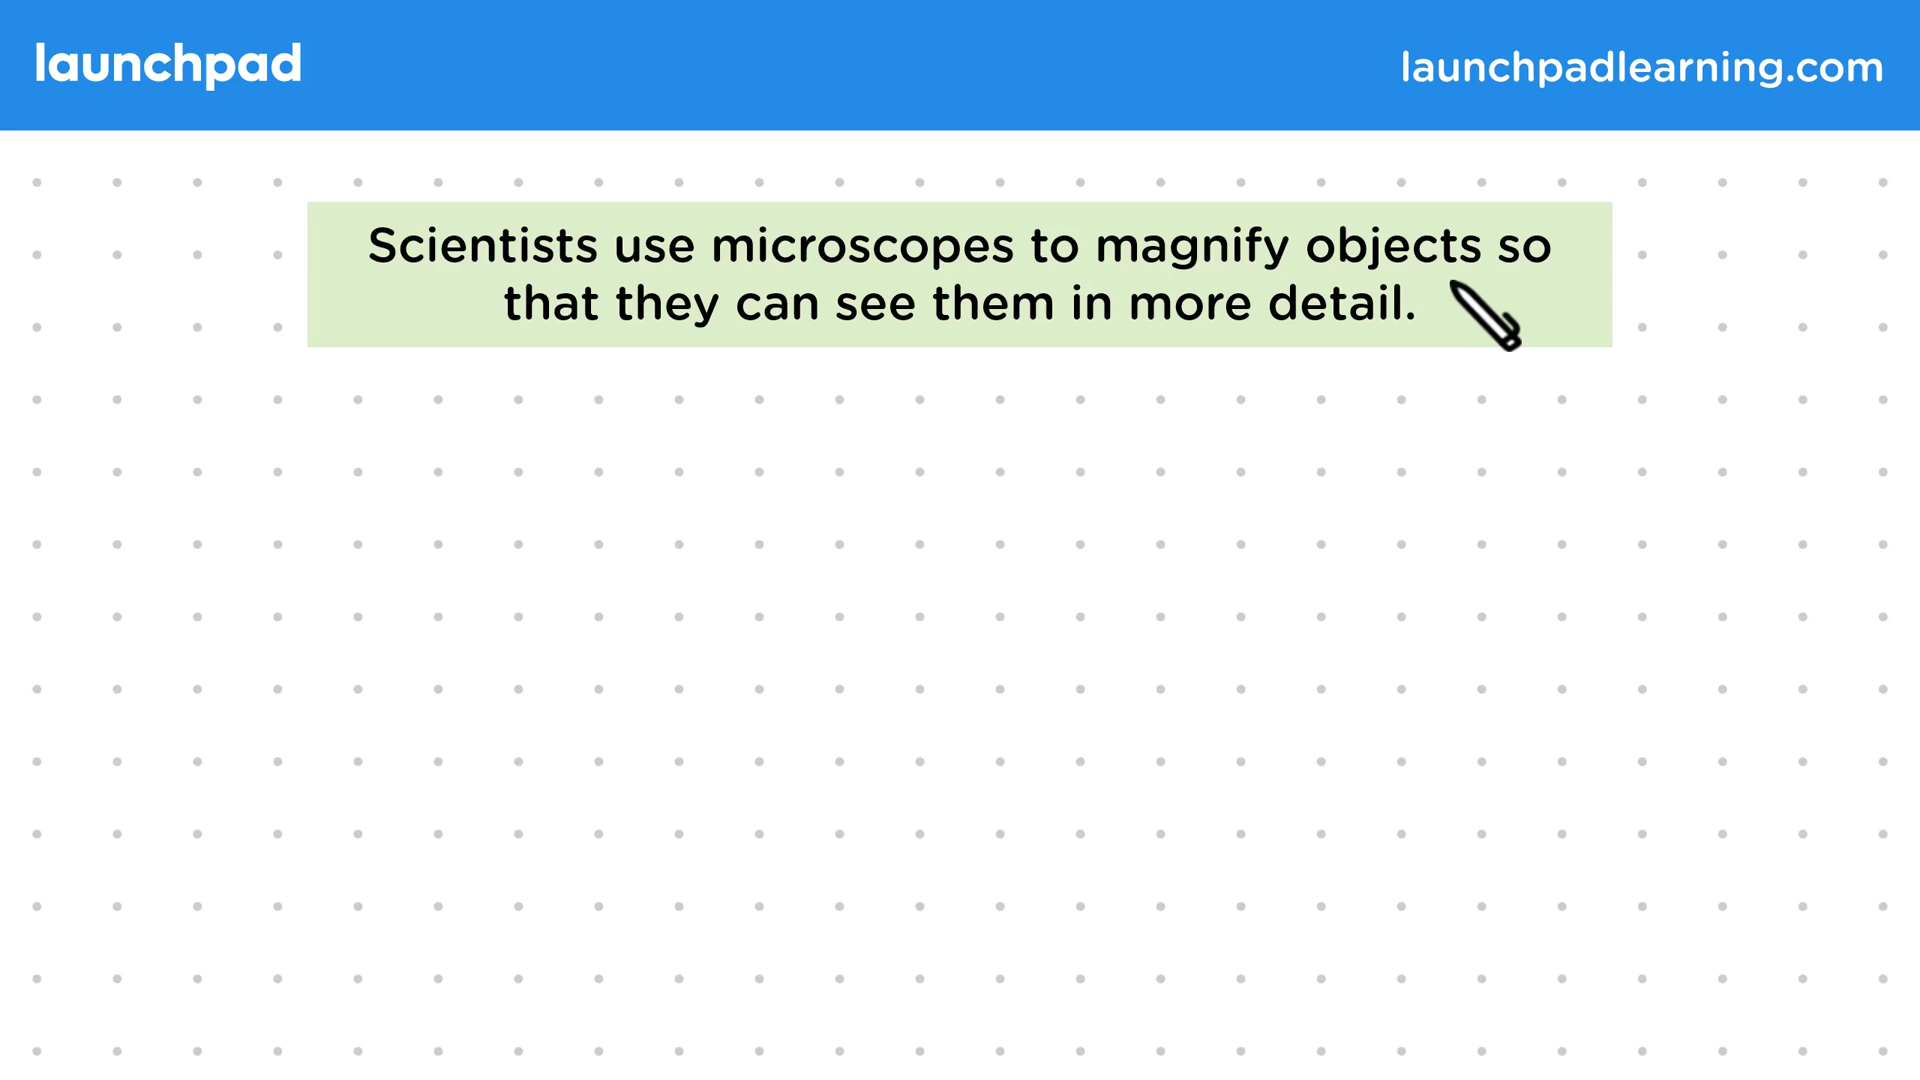 launchpad
launchpadlearning.com
Scientists use microscopes to magnify objects so
that they can see them in more detail.